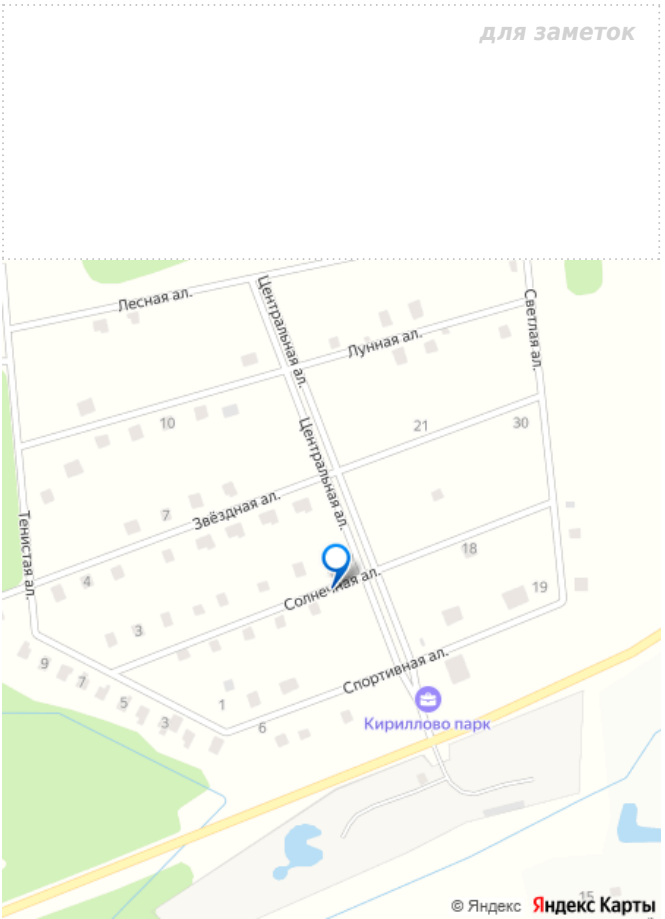 для заметок
Лесная ал.
Центральная ал.
Светлая ал.
Лунная ал.
10
21
30
Центральная ал.
Звёздная ал.
7
Тенистая ал.
4
18
Солнечная ал.
19
3
9
7
Спортивная ал.
5
1
3
6
Кириллово парк
15
© Яндекс Яндекс Карты